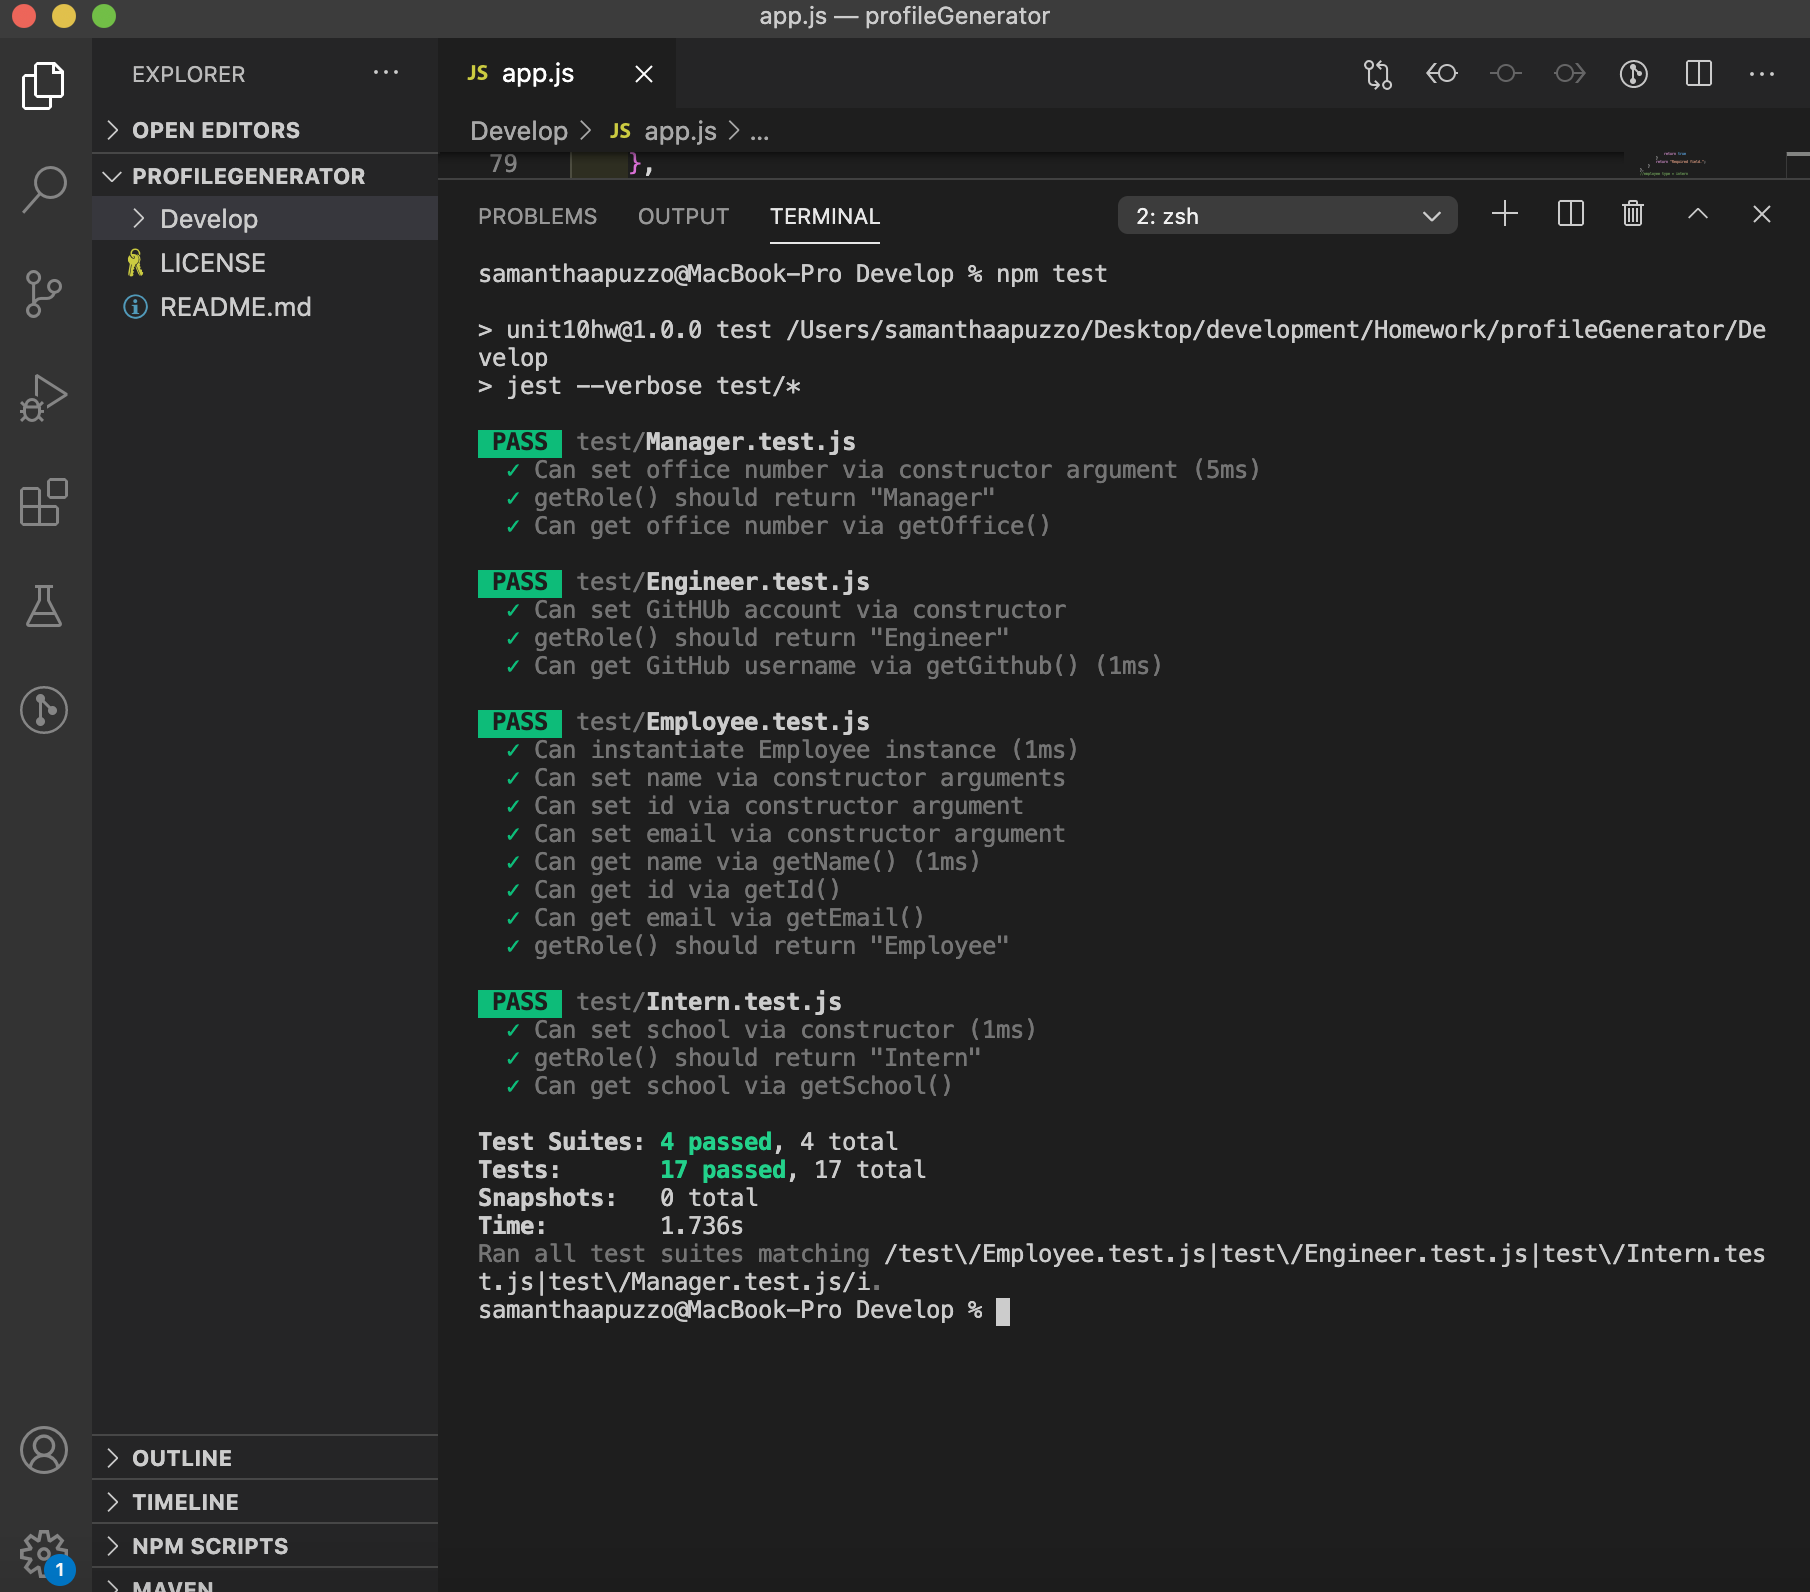 app.js — profileGenerator
EXPLORER
OPEN EDITORS
PROFILEGENERATOR
Develop
LICENSE
README.md
OUTLINE
TIMELINE
NPM SCRIPTS
MAVEN
1
JS app.js
Develop > JS app.js > ...
79 },
return true
return "Required field.";
//employee type = intern
PROBLEMS OUTPUT TERMINAL 2: zsh
samanthaapuzzo@MacBook-Pro Develop % npm test
> unit10hw@1.0.0 test /Users/samanthaapuzzo/Desktop/development/Homework/profileGenerator/De
velop
> jest --verbose test/*
PASS test/Manager.test.js
✓ Can set office number via constructor argument (5ms)
✓ getRole() should return "Manager"
✓ Can get office number via getOffice()
PASS test/Engineer.test.js
✓ Can set GitHUb account via constructor
✓ getRole() should return "Engineer"
✓ Can get GitHub username via getGithub() (1ms)
PASS test/Employee.test.js
✓ Can instantiate Employee instance (1ms)
✓ Can set name via constructor arguments
✓ Can set id via constructor argument
✓ Can set email via constructor argument
✓ Can get name via getName() (1ms)
✓ Can get id via getId()
✓ Can get email via getEmail()
✓ getRole() should return "Employee"
PASS test/Intern.test.js
✓ Can set school via constructor (1ms)
✓ getRole() should return "Intern"
✓ Can get school via getSchool()
Test Suites: 4 passed, 4 total
Tests: 17 passed, 17 total
Snapshots: 0 total
Time: 1.736s
Ran all test suites matching /test\/Employee.test.js|test\/Engineer.test.js|test\/Intern.tes
t.js|test\/Manager.test.js/i.
samanthaapuzzo@MacBook-Pro Develop %